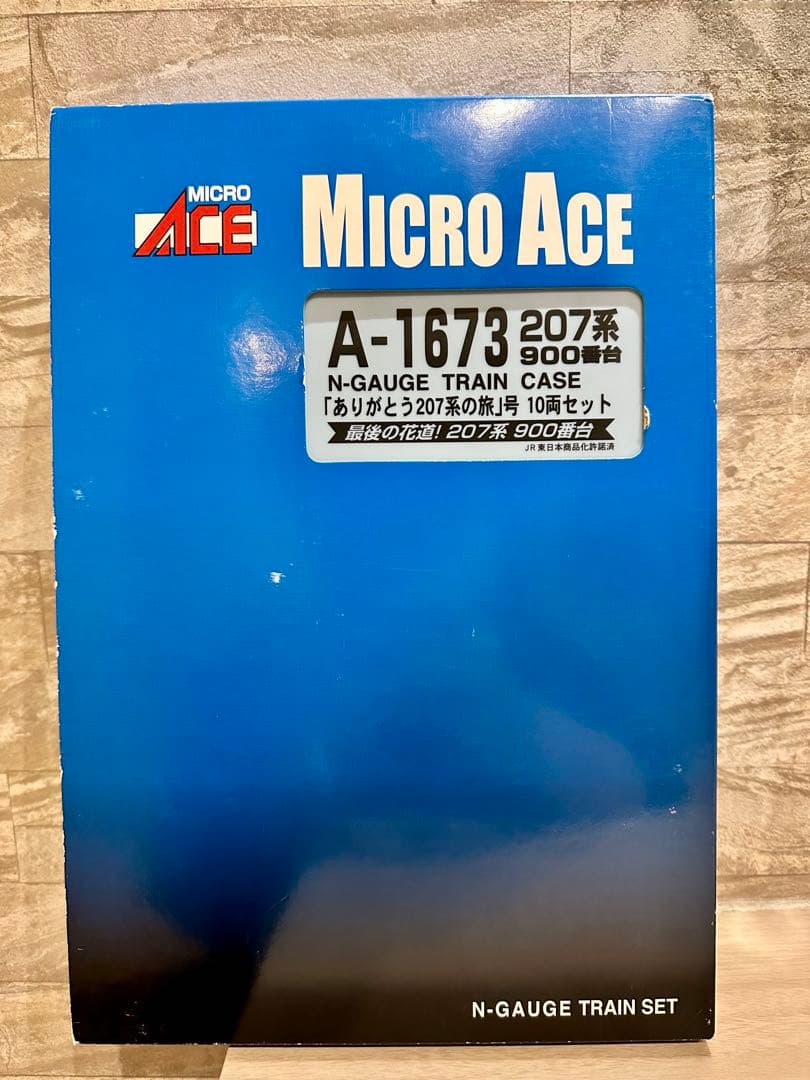 MICRO
ACE
MICRO ACE
A-1673 207系
900番台
N-GAUGE TRAIN CASE
「ありがとう207系の旅」号 10両セット
最後の花道! 207系 900番台
JR東日本商品化許諾済
N-GAUGE TRAIN SET